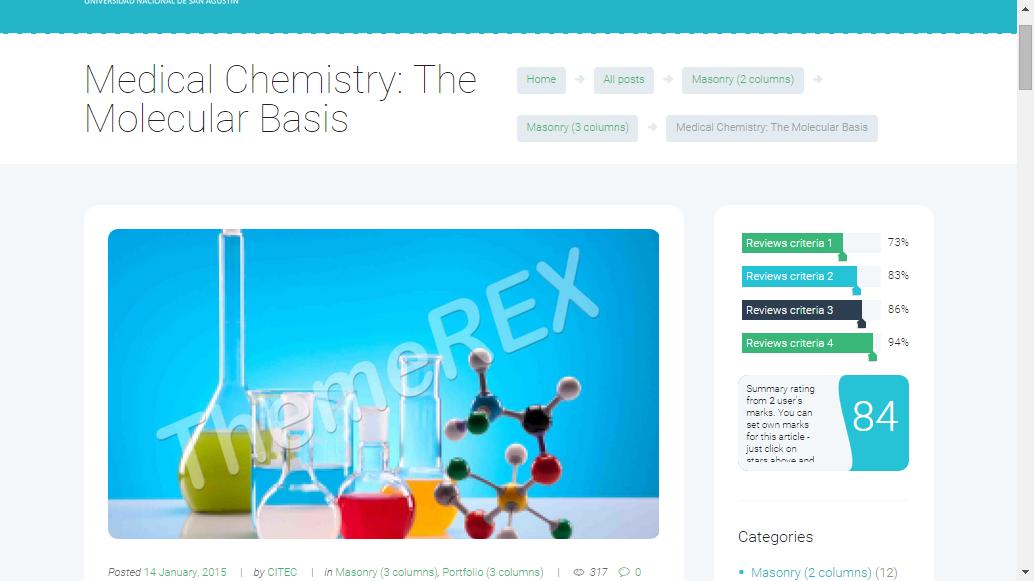 UNIVERSIDAD NACIONAL DE SAN AGUSTIN
Medical Chemistry: The
Molecular Basis
Home
All posts
Masonry (2 columns)
Masonry (3 columns)
Medical Chemistry: The Molecular Basis
ThemeREX
Posted 14 January, 2015 | by CITEC | in Masonry (3 columns), Portfolio (3 columns) | 317 0
Reviews criteria 1 73%
Reviews criteria 2 83%
Reviews criteria 3 86%
Reviews criteria 4 94%
Summary rating
from 2 user's
marks. You can
set own marks
for this article -
just click on
stars above and
84
Categories
Masonry (2 columns) (12)